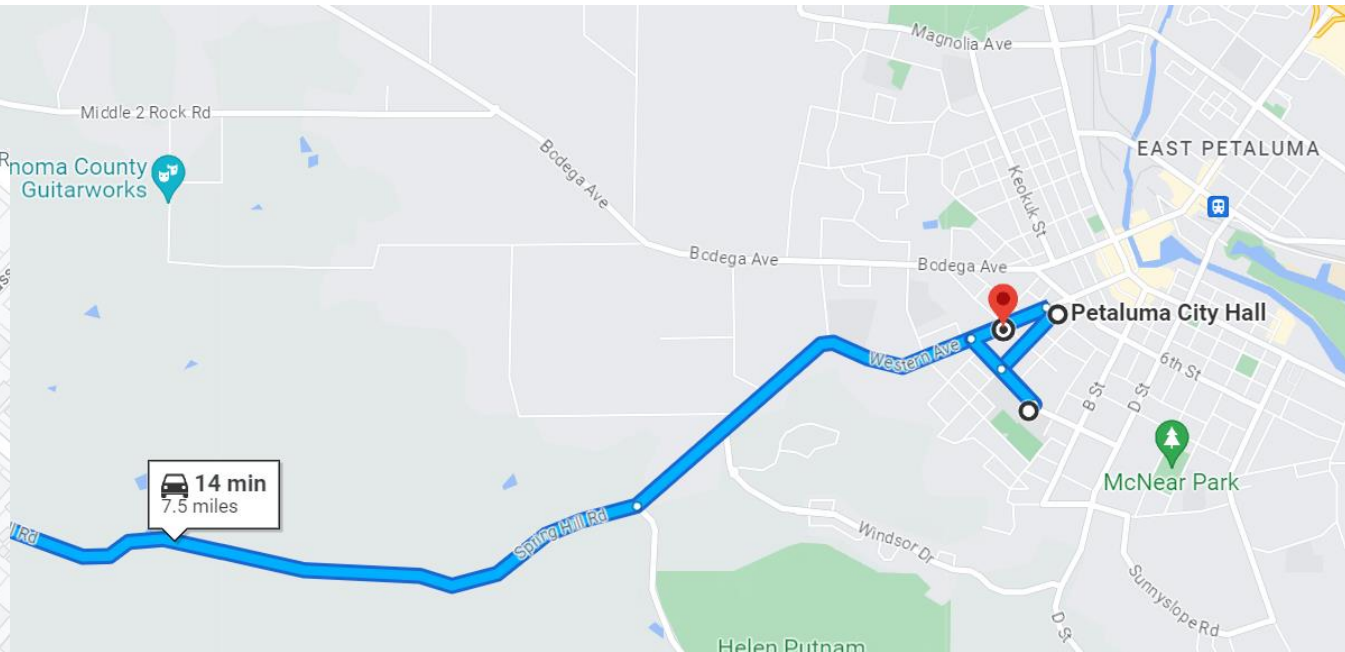 Magnolia Ave
Middle 2 Rock Rd
EAST PETALUMA
noma County
Guitarworks
Bodega Ave
Keokuk St
Bodega Ave
Bodega Ave
Petaluma City Hall
Western Ave
6th St
B St
D St
McNear Park
14 min
7.5 miles
Rd
Spring Hill Rd
Windsor Dr
Sunnyslope Rd
D St
Helen Putnam